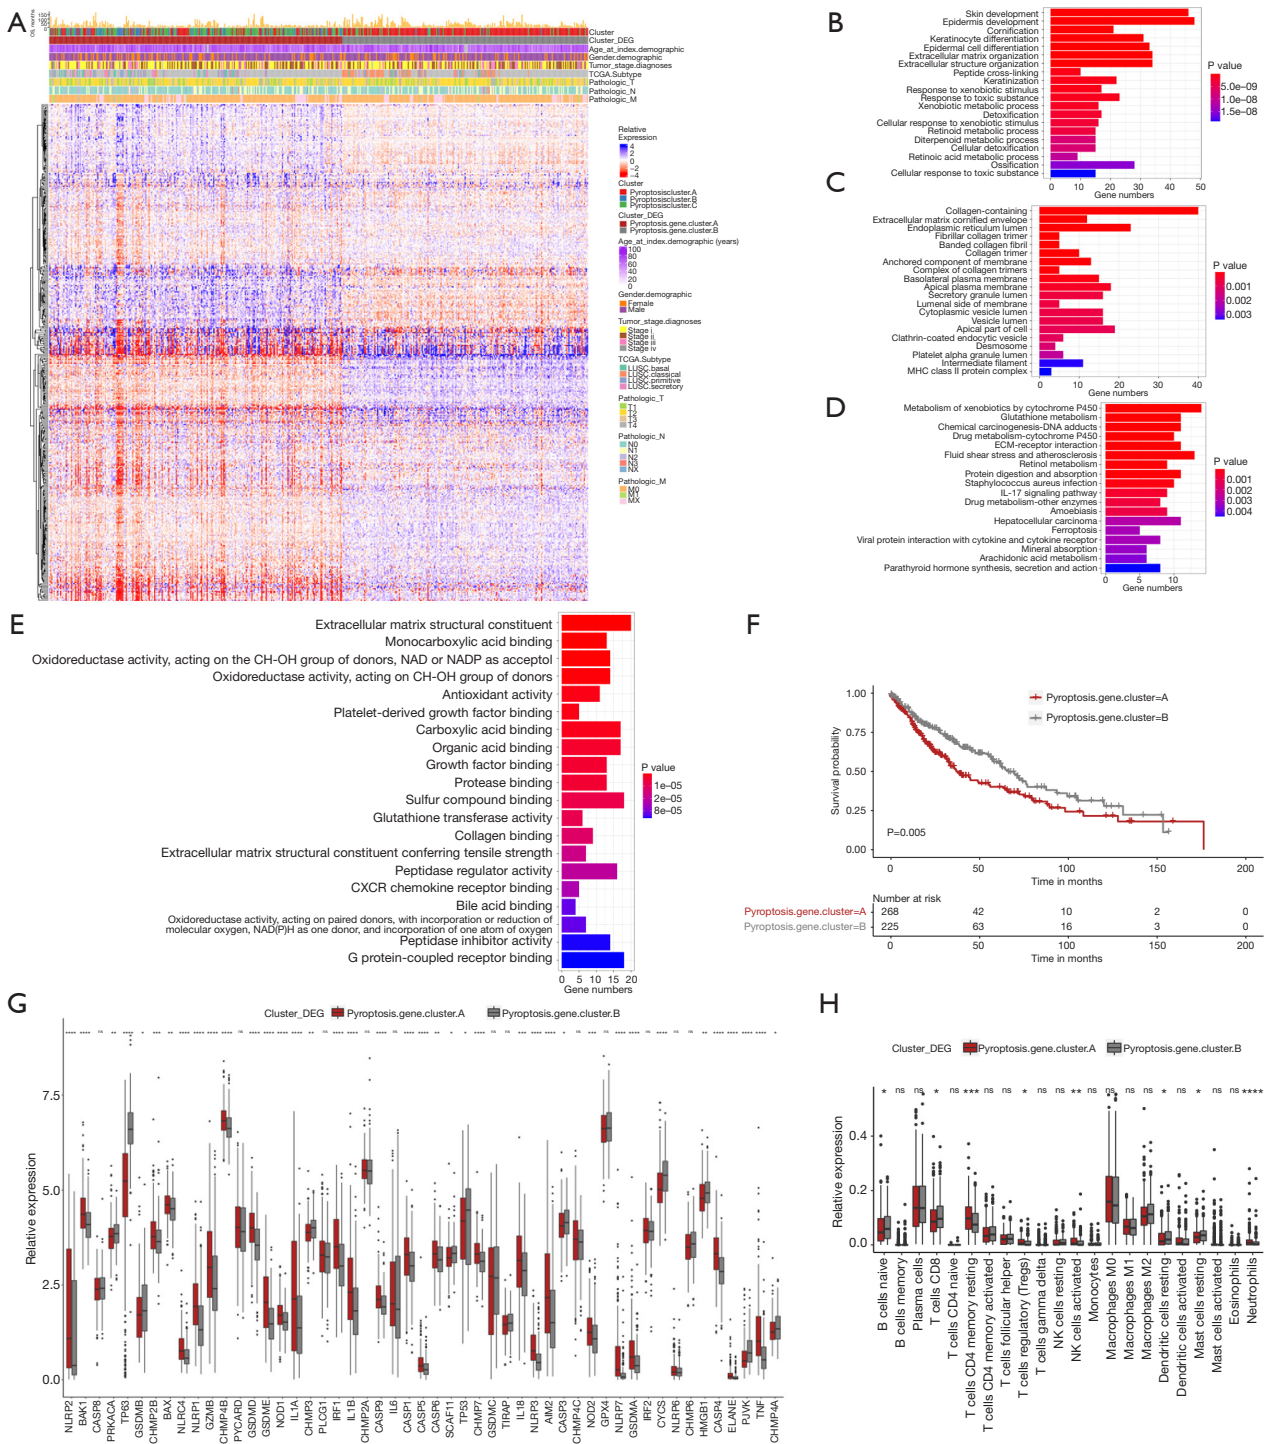 A
OS, months
150
100
50
0
Cluster
Cluster_DEG
Age_at_index.demographic
Gender.demographic
Tumor_stage.diagnoses
TCGA.Subtype
Pathologic_T
Pathologic_N
Pathologic_M
Relative
Expression
4
2
0
−2
−4
Cluster
Pyroptosiscluster.A
Pyroptosiscluster.B
Pyroptosiscluster.C
Cluster_DEG
Pyroptosis.gene.cluster.A
Pyroptosis.gene.cluster.B
Age_at_index.demographic (years)
100
80
60
40
20
0
Gender.demographic
Female
Male
Tumor_stage.diagnoses
Stage i
Stage ii
Stage iii
Stage iv
TCGA.Subtype
LUSC.basal
LUSC.classical
LUSC.primitive
LUSC.secretory
Pathologic_T
T1
T2
T3
T4
Pathologic_N
N0
N1
N2
N3
NX
Pathologic_M
M0
M1
MX
B
Skin development
Epidermis development
Cornification
Keratinocyte differentiation
Epidermal cell differentiation
Extracellular matrix organization
Extracellular structure organization
Peptide cross-linking
Keratinization
Response to xenobiotic stimulus
Response to toxic substance
Xenobiotic metabolic process
Detoxification
Cellular response to xenobiotic stimulus
Retinoid metabolic process
Diterpenoid metabolic process
Cellular detoxification
Retinoic acid metabolic process
Ossification
Cellular response to toxic substance
0 10 20 30 40 50
Gene numbers
P value
5.0e−09
1.0e−08
1.5e−08
C
Collagen-containing
Extracellular matrix cornified envelope
Endoplasmic reticulum lumen
Fibrillar collagen trimer
Banded collagen fibril
Collagen trimer
Anchored component of membrane
Complex of collagen trimers
Basolateral plasma membrane
Apical plasma membrane
Secretory granule lumen
Lumenal side of membrane
Cytoplasmic vesicle lumen
Vesicle lumen
Apical part of cell
Clathrin-coated endocytic vesicle
Desmosome
Platelet alpha granule lumen
Intermediate filament
MHC class II protein complex
0 10 20 30 40
Gene numbers
P value
0.001
0.002
0.003
D
Metabolism of xenobiotics by cytochrome P450
Glutathione metabolism
Chemical carcinogenesis-DNA adducts
Drug metabolism-cytochrome P450
ECM-receptor interaction
Fluid shear stress and atherosclerosis
Retinol metabolism
Protein digestion and absorption
Staphylococcus aureus infection
IL-17 signaling pathway
Drug metabolism-other enzymes
Amoebiasis
Hepatocellular carcinoma
Ferroptosis
Viral protein interaction with cytokine and cytokine receptor
Mineral absorption
Arachidonic acid metabolism
Parathyroid hormone synthesis, secretion and action
0 5 10
Gene numbers
P value
0.001
0.002
0.003
0.004
E
Extracellular matrix structural constituent
Monocarboxylic acid binding
Oxidoreductase activity, acting on the CH-OH group of donors, NAD or NADP as acceptol
Oxidoreductase activity, acting on CH-OH group of donors
Antioxidant activity
Platelet-derived growth factor binding
Carboxylic acid binding
Organic acid binding
Growth factor binding
Protease binding
Sulfur compound binding
Glutathione transferase activity
Collagen binding
Extracellular matrix structural constituent conferring tensile strength
Peptidase regulator activity
CXCR chemokine receptor binding
Bile acid binding
Oxidoreductase activity, acting on paired donors, with incorporation or reduction of
molecular oxygen, NAD(P)H as one donor, and incorporation of one atom of oxygen
Peptidase inhibitor activity
G protein-coupled receptor binding
0 5 10 15 20
Gene numbers
P value
1e−05
2e−05
8e−05
F
Pyroptosis.gene.cluster=A
Pyroptosis.gene.cluster=B
Survival probability
1.00
0.75
0.50
0.25
0.00
P=0.005
0 50 100 150 200
Time in months
Number at risk
Pyroptosis.gene.cluster=A 268 42 10 2 0
Pyroptosis.gene.cluster=B 225 63 16 3 0
0 50 100 150 200
Time in months
G
Cluster_DEG Pyroptosis.gene.cluster.A Pyroptosis.gene.cluster.B
Relative expression
7.5
5.0
2.5
0.0
NLRP2
BAK1
CASP8
PRKACA
TP63
GSDMB
CHMP2B
BAX
NLRC4
NLRP1
GZMB
CHMP4B
PYCARD
GSDMD
GSDME
NOD1
IL1A
CHMP3
PLCG1
IRF1
IL1B
CHMP2A
CASP9
IL6
CASP1
CASP5
CASP6
SCAF11
TP53
CHMP7
GSDMC
TIRAP
IL18
NLRP3
AIM2
CASP3
CHMP4C
NOD2
GPX4
NLRP7
GSDMA
IRF2
CYCS
NLRP6
CHMP6
HMGB1
CASP4
ELANE
PJVK
TNF
CHMP4A
H
Cluster_DEG Pyroptosis.gene.cluster.A Pyroptosis.gene.cluster.B
* ns ns * ns *** ns ns * ns ns ** ns ns ns ns * ns * ns ns ****
Relative expression
0.4
0.2
0.0
B cells naive
B cells memory
Plasma cells
T cells CD8
T cells CD4 naive
T cells CD4 memory resting
T cells CD4 memory activated
T cells follicular helper
T cells regulatory (Tregs)
T cells gamma delta
NK cells resting
NK cells activated
Monocytes
Macrophages M0
Macrophages M1
Macrophages M2
Dendritic cells resting
Dendritic cells activated
Mast cells resting
Mast cells activated
Eosinophils
Neutrophils